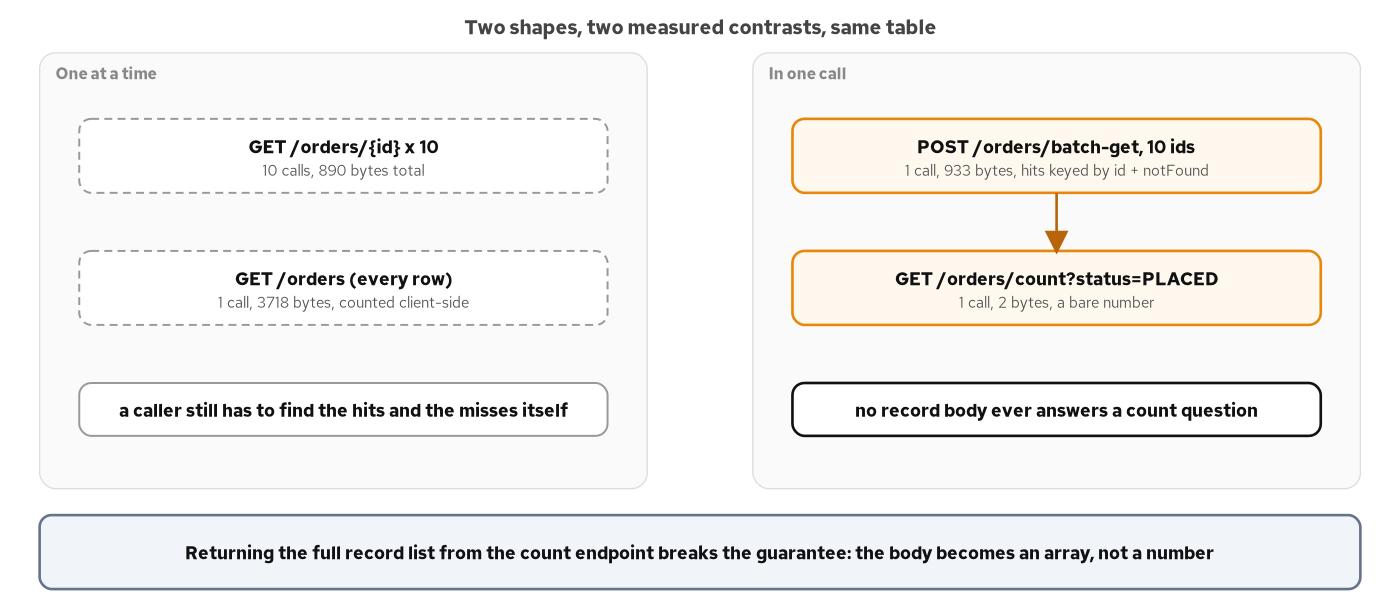 Two shapes, two measured contrasts, same table
One at a time
GET /orders/{id} x 10
10 calls, 890 bytes total
GET /orders (every row)
1 call, 3718 bytes, counted client-side
a caller still has to find the hits and the misses itself
In one call
POST /orders/batch-get, 10 ids
1 call, 933 bytes, hits keyed by id + notFound
GET /orders/count?status=PLACED
1 call, 2 bytes, a bare number
no record body ever answers a count question
Returning the full record list from the count endpoint breaks the guarantee: the body becomes an array, not a number